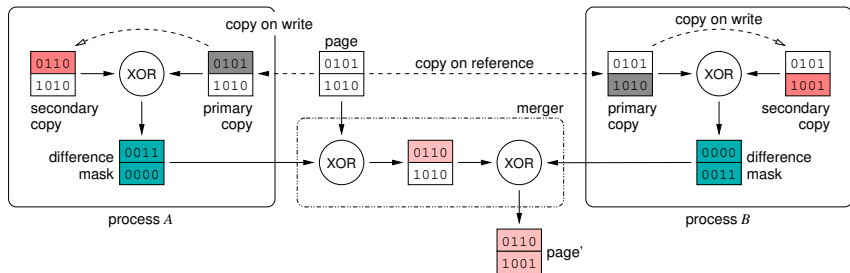 copy on write
0110
1010
secondary
copy
XOR
0101
1010
primary
copy
difference
mask
0011
0000
process A
page
0101
1010
copy on reference
merger
XOR
0110
1010
XOR
0110
1001
page'
copy on write
0101
1010
primary
copy
XOR
0101
1001
secondary
copy
0000
0011
difference
mask
process B